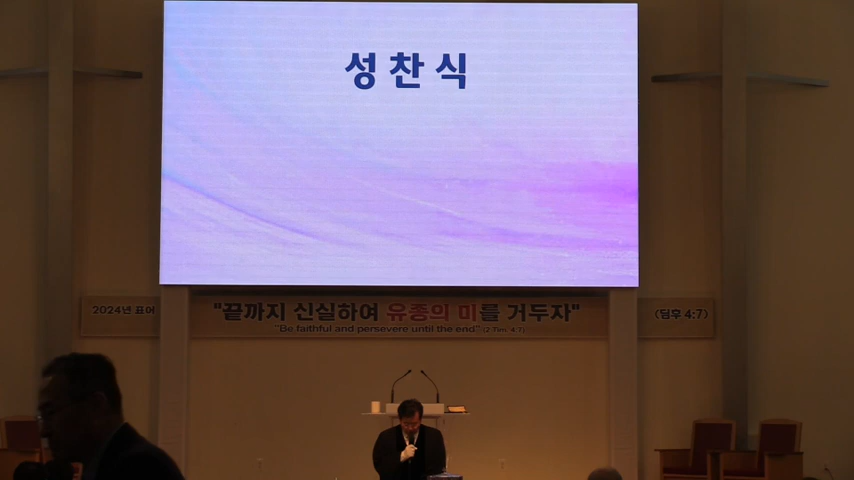 성찬식
2024년 표어
"끝까지 신실하여 유종의 미를 거두자"
"Be faithful and persevere until the end" (2 Tim. 4:7)
(딤후 4:7)